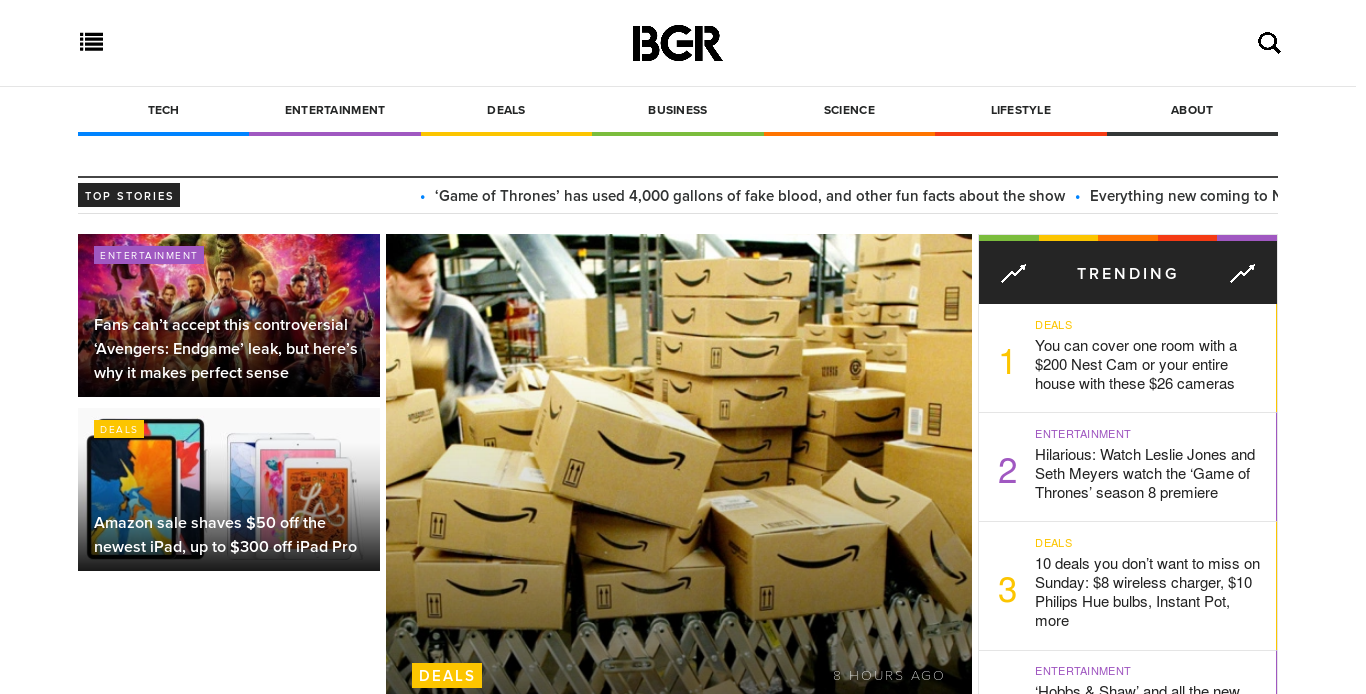 BGR
TECH
ENTERTAINMENT
DEALS
BUSINESS
SCIENCE
LIFESTYLE
ABOUT
TOP STORIES
• ‘Game of Thrones’ has used 4,000 gallons of fake blood, and other fun facts about the show • Everything new coming to
ENTERTAINMENT
Fans can’t accept this controversial
‘Avengers: Endgame’ leak, but here’s
why it makes perfect sense
DEALS
Amazon sale shaves $50 off the
newest iPad, up to $300 off iPad Pro
DEALS
8 HOURS AGO
TRENDING
DEALS
1
You can cover one room with a
$200 Nest Cam or your entire
house with these $26 cameras
ENTERTAINMENT
2
Hilarious: Watch Leslie Jones and
Seth Meyers watch the ‘Game of
Thrones’ season 8 premiere
DEALS
3
10 deals you don’t want to miss on
Sunday: $8 wireless charger, $10
Philips Hue bulbs, Instant Pot,
more
ENTERTAINMENT
‘Hobbs & Shaw’ and all the new